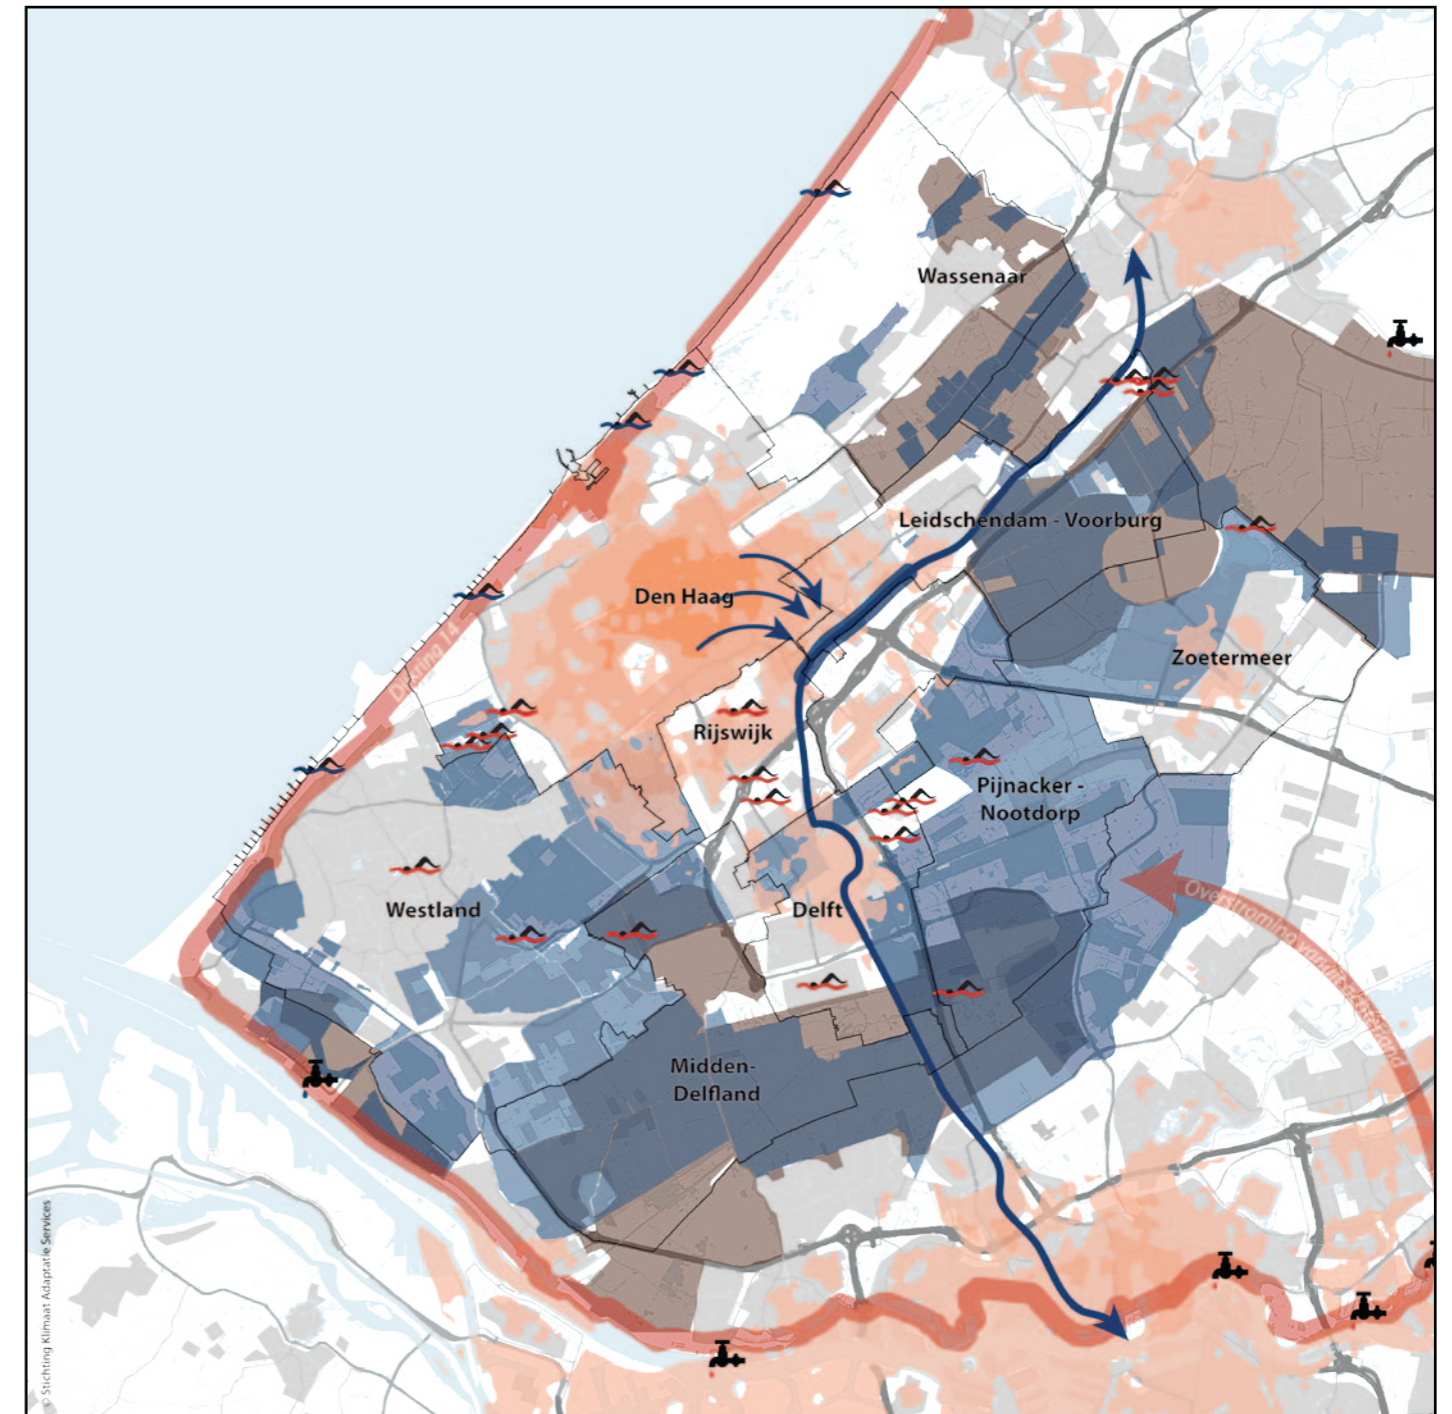 Wassenaar
Leidschendam - Voorburg
Den Haag
Dijkring 14
Zoetermeer
Rijswijk
Pijnacker -
Nootdorp
Overstroming vanuit achterland
Westland
Delft
Midden-
Delfland
© Stichting Klimaat Adaptatie Services